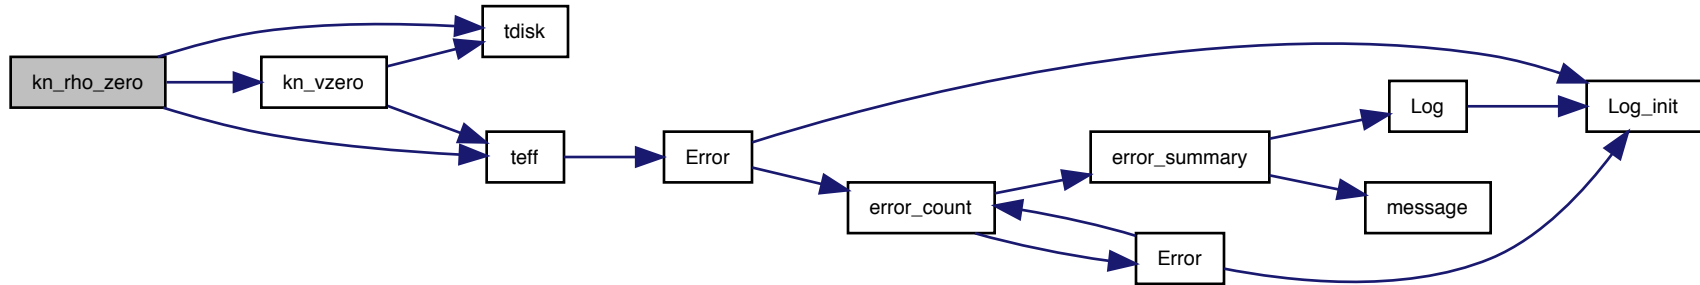 kn_rho_zero
kn_vzero
tdisk
teff
Error
error_count
error_summary
Error
Log
message
Log_init